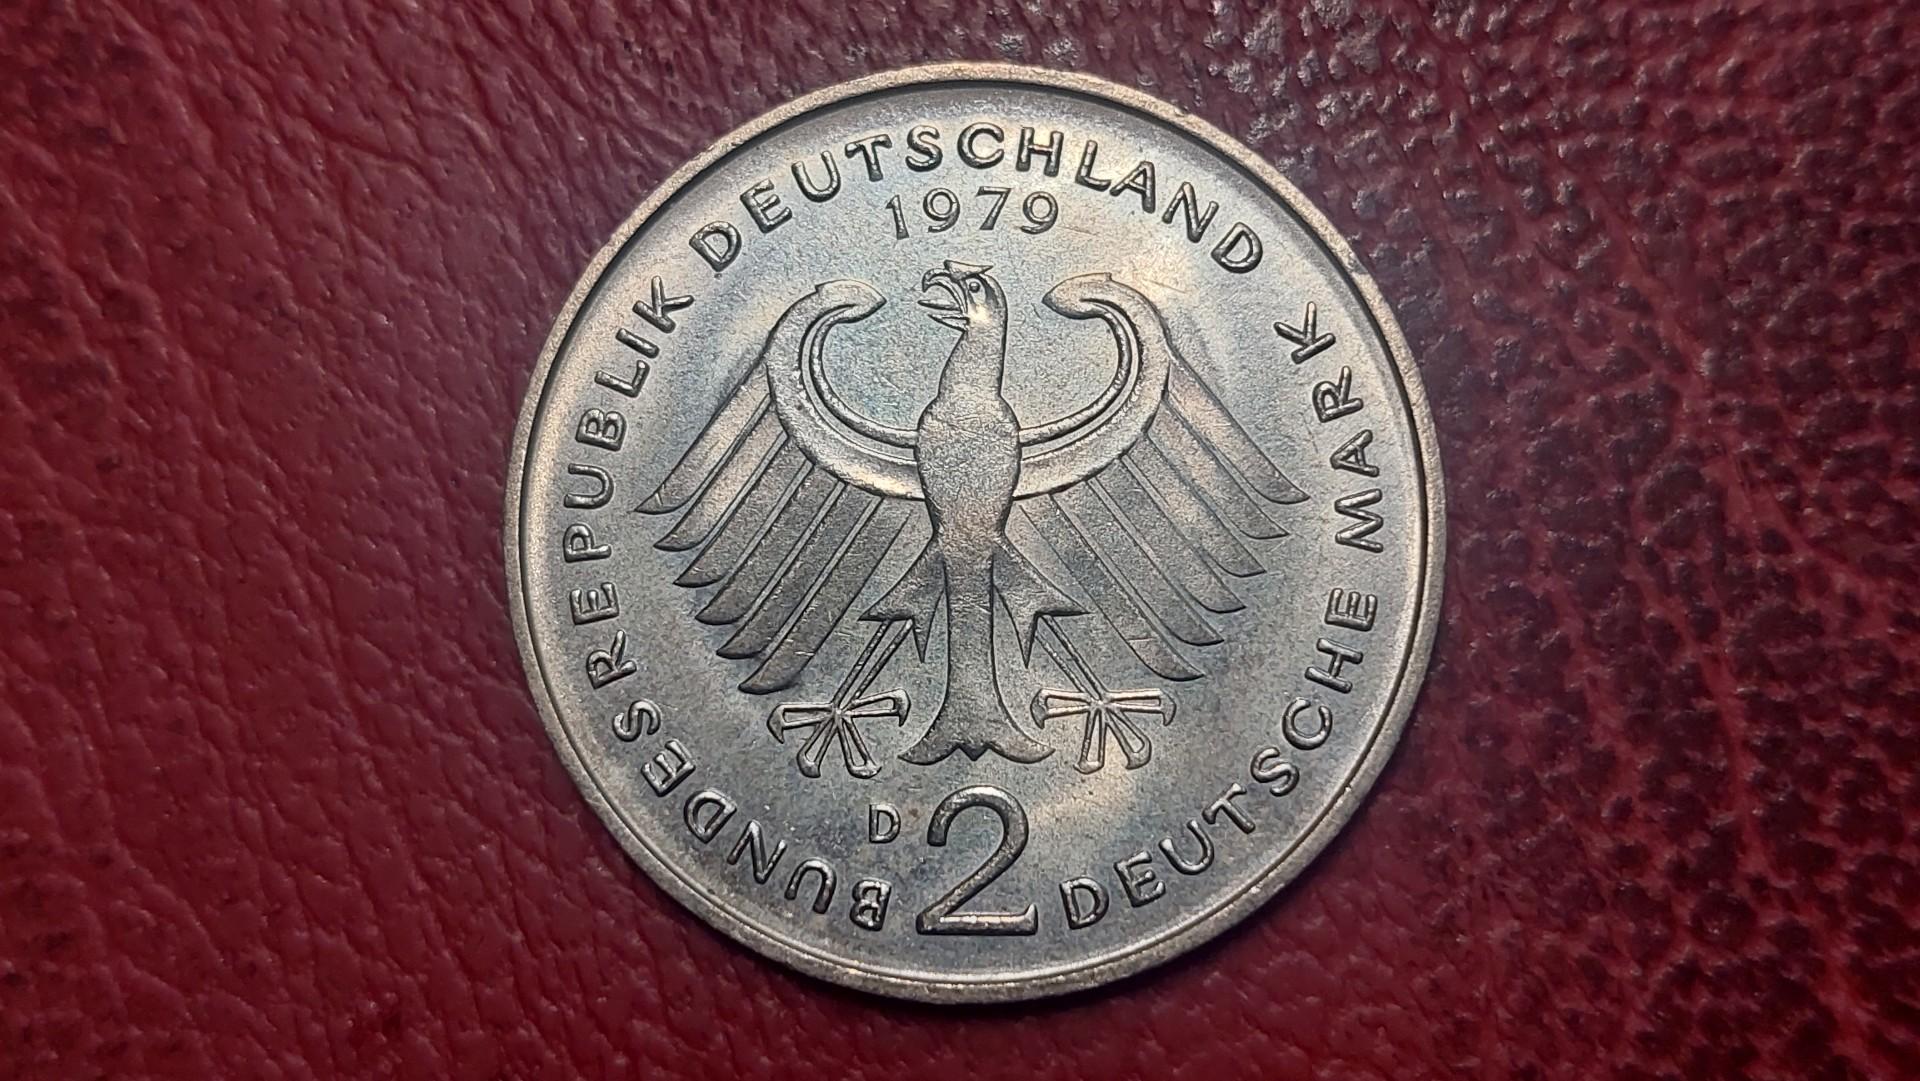 BUNDESREPUBLIK DEUTSCHLAND
1979
D
2
DEUTSCHE MARK